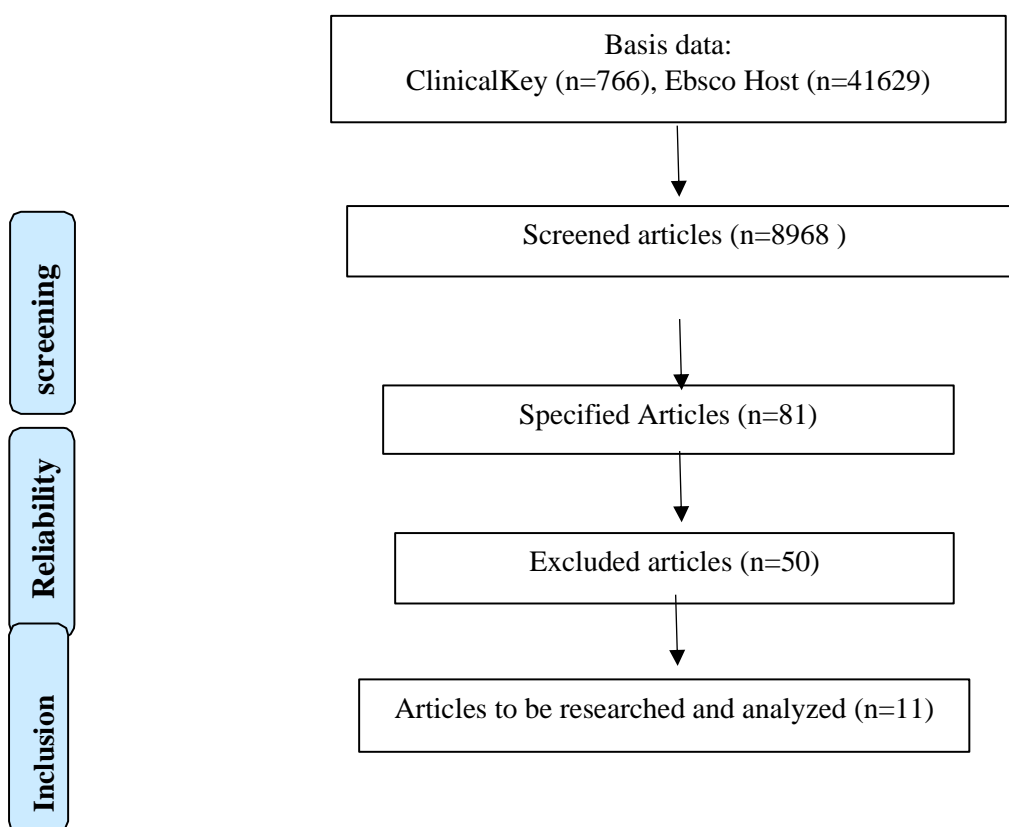 Basis data:
ClinicalKey (n=766), Ebsco Host (n=41629)
Screened articles (n=8968 )
screening
Specified Articles (n=81)
Reliability
Excluded articles (n=50)
Articles to be researched and analyzed (n=11)
Inclusion